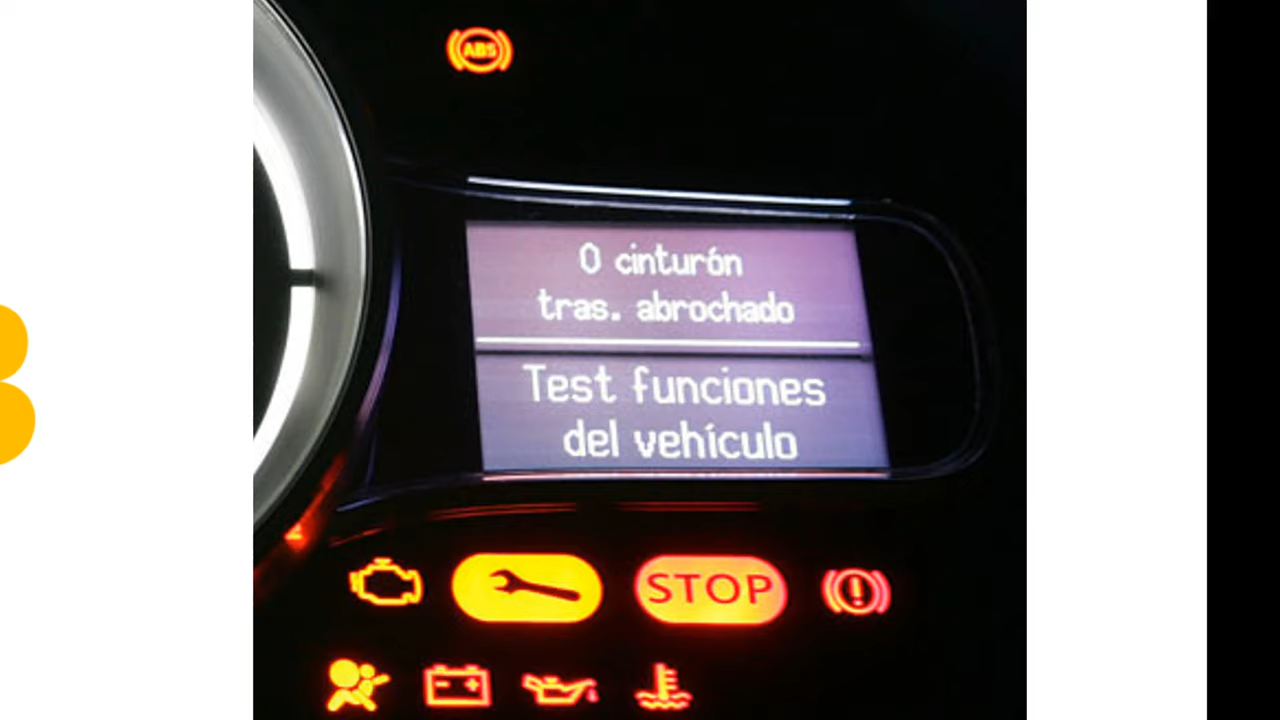 ABS
0 cinturón
tras. abrochado
Test funciones
del vehículo
STOP